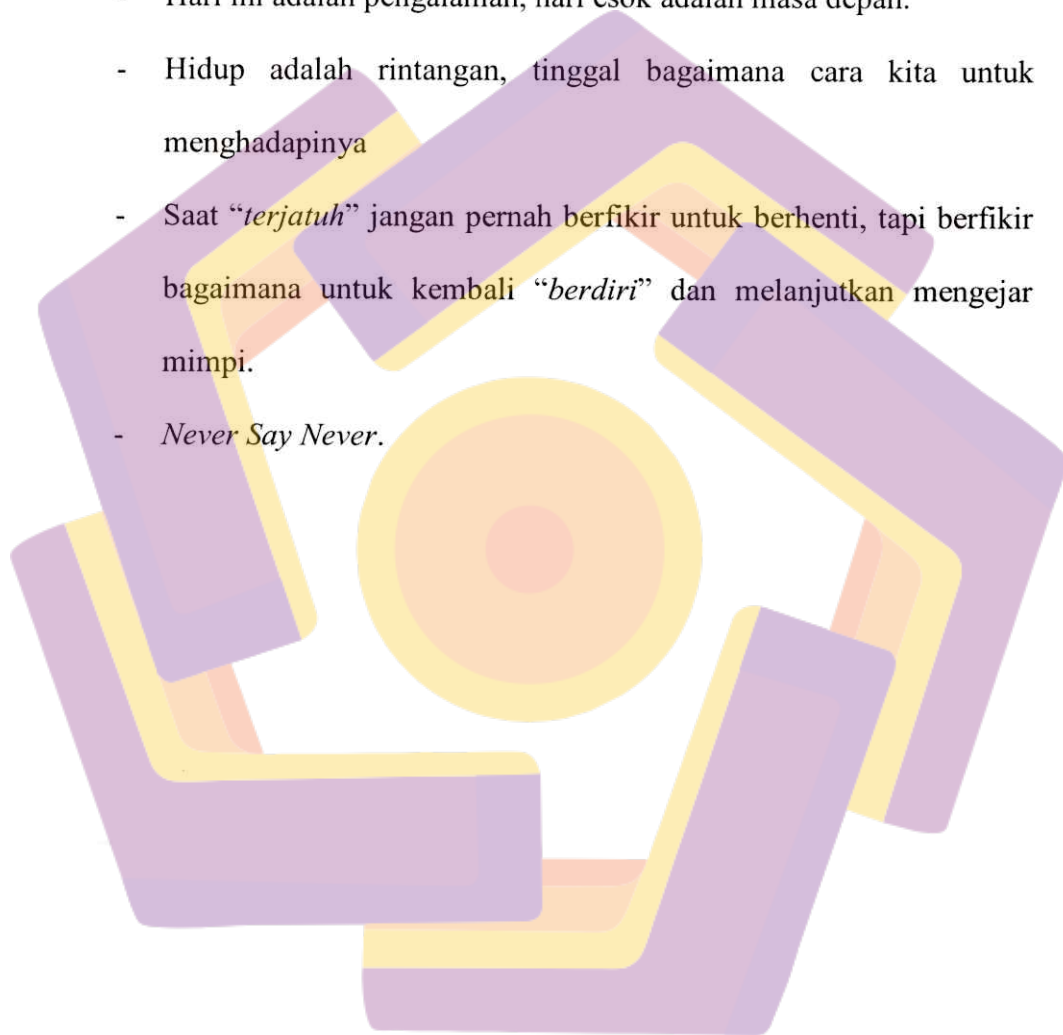 - Hari ini adalah pengalaman, hari esok adalah masa depan.
- Hidup adalah rintangan, tinggal bagaimana cara kita untuk
menghadapinya
- Saat “terjatuh” jangan pernah berfikir untuk berhenti, tapi berfikir
bagaimana untuk kembali “berdiri” dan melanjutkan mengejar
mimpi.
- Never Say Never.